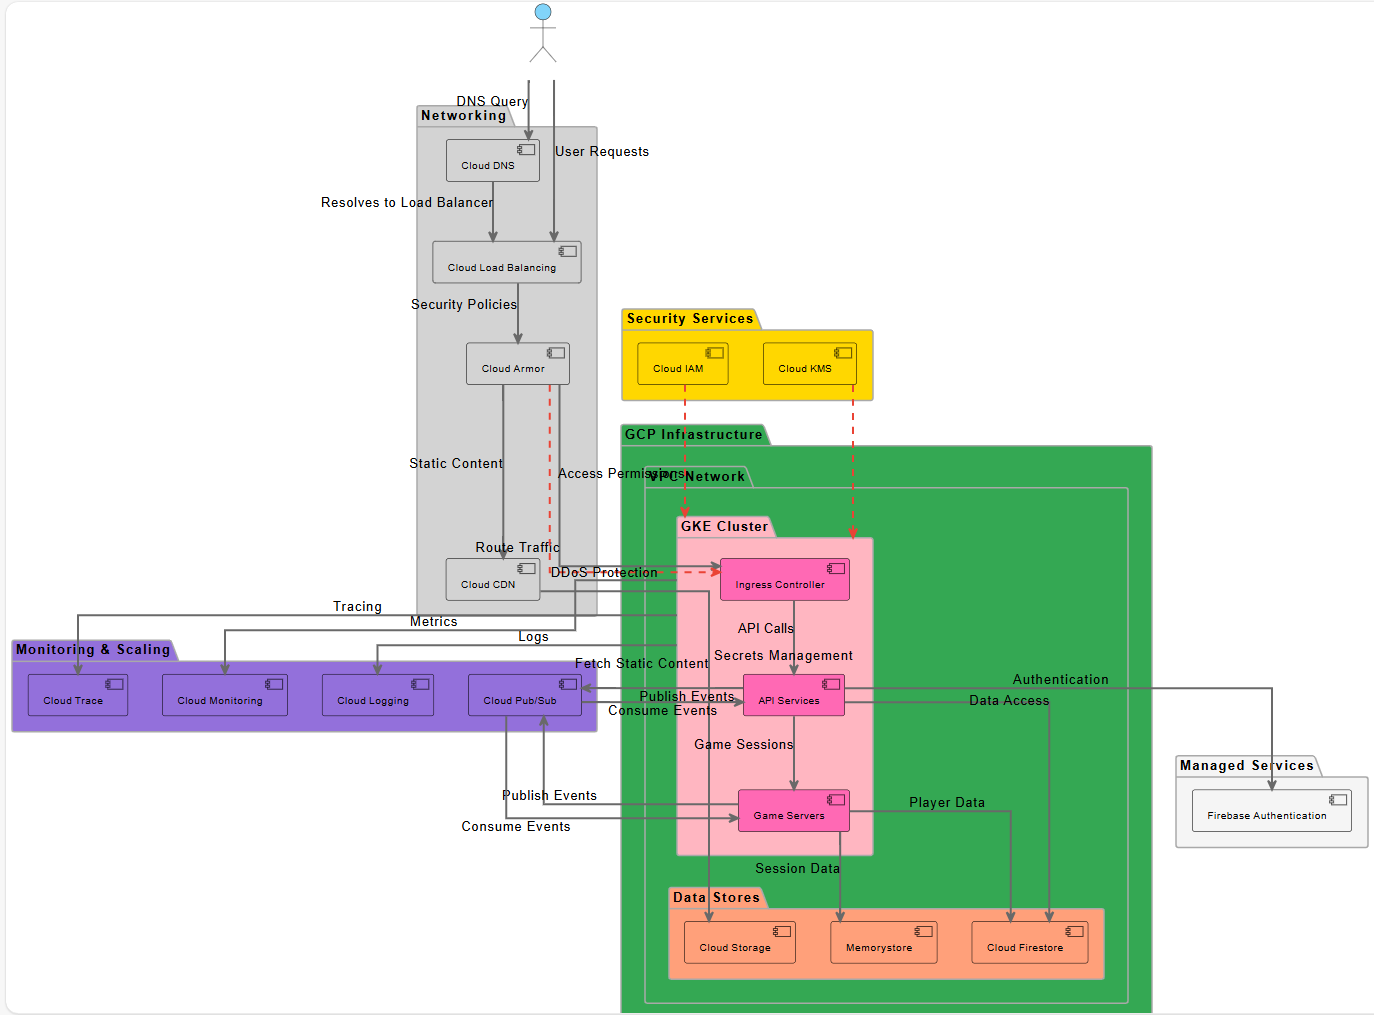 DNS Query
Networking
User Requests
Cloud DNS
Resolves to Load Balancer
Cloud Load Balancing
Security Policies
Security Services
Cloud Armor
Cloud IAM
Cloud KMS
GCP Infrastructure
Static Content
Access Permissions
VPC Network
GKE Cluster
Route Traffic
DDoS Protection
Cloud CDN
Ingress Controller
Tracing
Metrics
Logs
API Calls
Monitoring & Scaling
Secrets Management
Fetch Static Content
Authentication
Cloud Trace
Cloud Monitoring
Cloud Logging
Cloud Pub/Sub
Publish Events
API Services
Data Access
Consume Events
Game Sessions
Managed Services
Publish Events
Player Data
Game Servers
Firebase Authentication
Consume Events
Session Data
Data Stores
Cloud Storage
Memorystore
Cloud Firestore